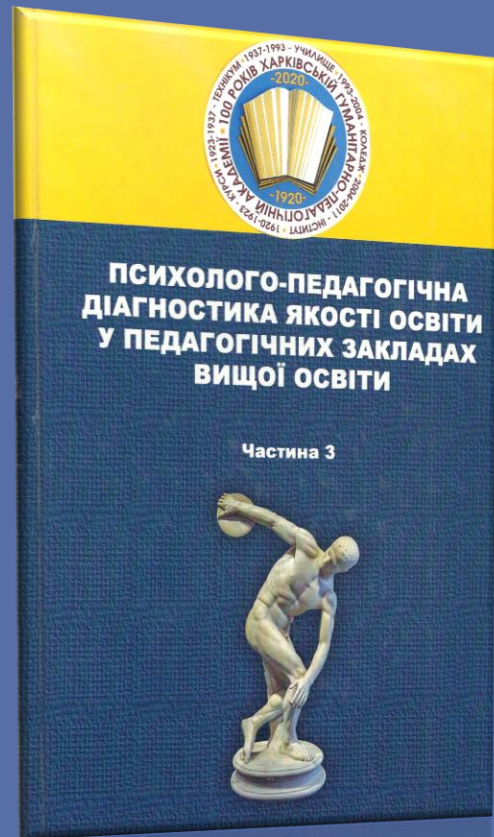 1920-1923 - КУРСИ · 1923-1937 - ТЕХНІКУМ · 1937-1993 - УЧИЛИЩЕ · 1993-2004 - КОЛЕДЖ · 2004-2011 - ІНСТИТУТ
100 РОКІВ ХАРКІВСЬКІЙ ГУМАНІТАРНО-ПЕДАГОГІЧНІЙ АКАДЕМІЇ
-2020-
-1920-
ПСИХОЛОГО-ПЕДАГОГІЧНА
ДІАГНОСТИКА ЯКОСТІ ОСВІТИ
У ПЕДАГОГІЧНИХ ЗАКЛАДАХ
ВИЩОЇ ОСВІТИ
Частина 3